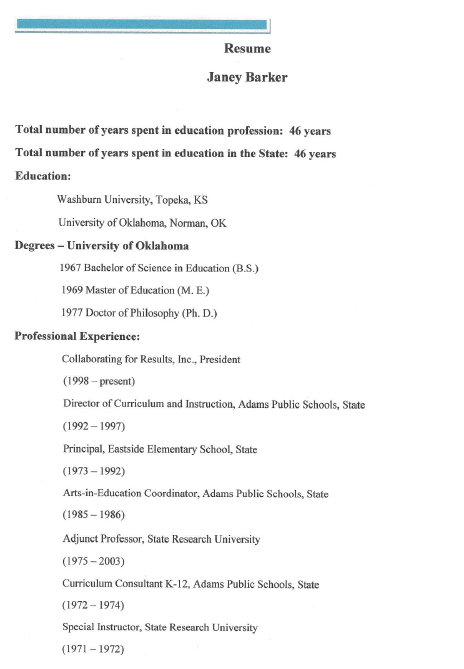 Resume
Janey Barker
Total number of years spent in education profession: 46 years
Total number of years spent in education in the State: 46 years
Education:
Washburn University, Topeka, KS
University of Oklahoma, Norman, OK
Degrees – University of Oklahoma
1967 Bachelor of Science in Education (B.S.)
1969 Master of Education (M. E.)
1977 Doctor of Philosophy (Ph. D.)
Professional Experience:
Collaborating for Results, Inc., President
(1998 – present)
Director of Curriculum and Instruction, Adams Public Schools, State
(1992 – 1997)
Principal, Eastside Elementary School, State
(1973 – 1992)
Arts-in-Education Coordinator, Adams Public Schools, State
(1985 – 1986)
Adjunct Professor, State Research University
(1975 – 2003)
Curriculum Consultant K-12, Adams Public Schools, State
(1972 – 1974)
Special Instructor, State Research University
(1971 – 1972)